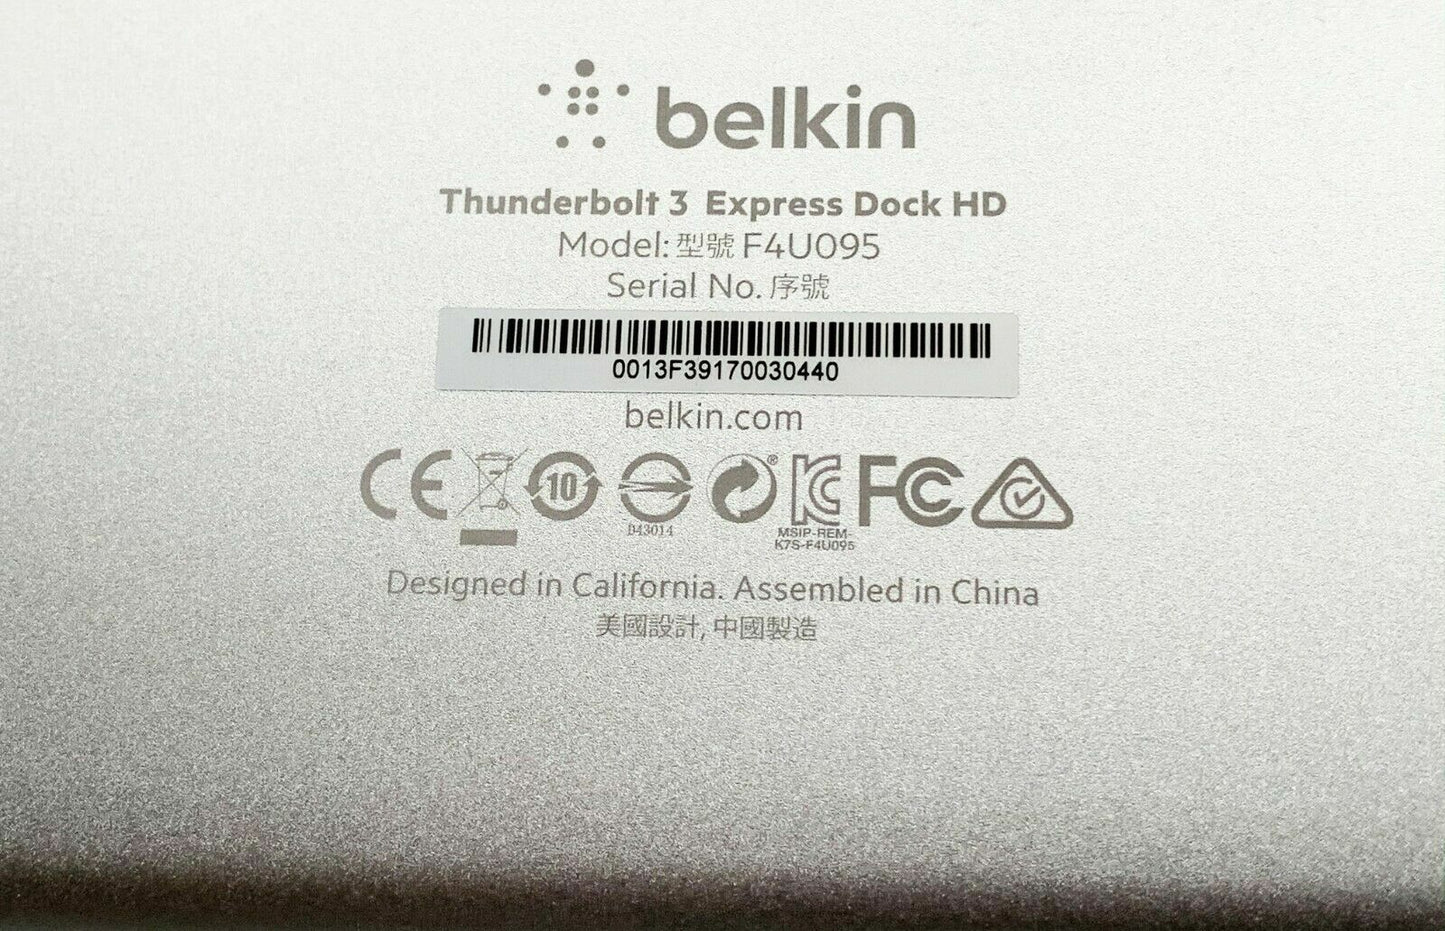 belkin
Thunderbolt 3 Express Dock HD
Model: 型號 F4U095
Serial No. 序號
0013F39170030440
belkin.com
CE 10 ® KC FC
D43014
MSIP-REM-
K7S-F4U095
Designed in California. Assembled in China
美國設計, 中國製造